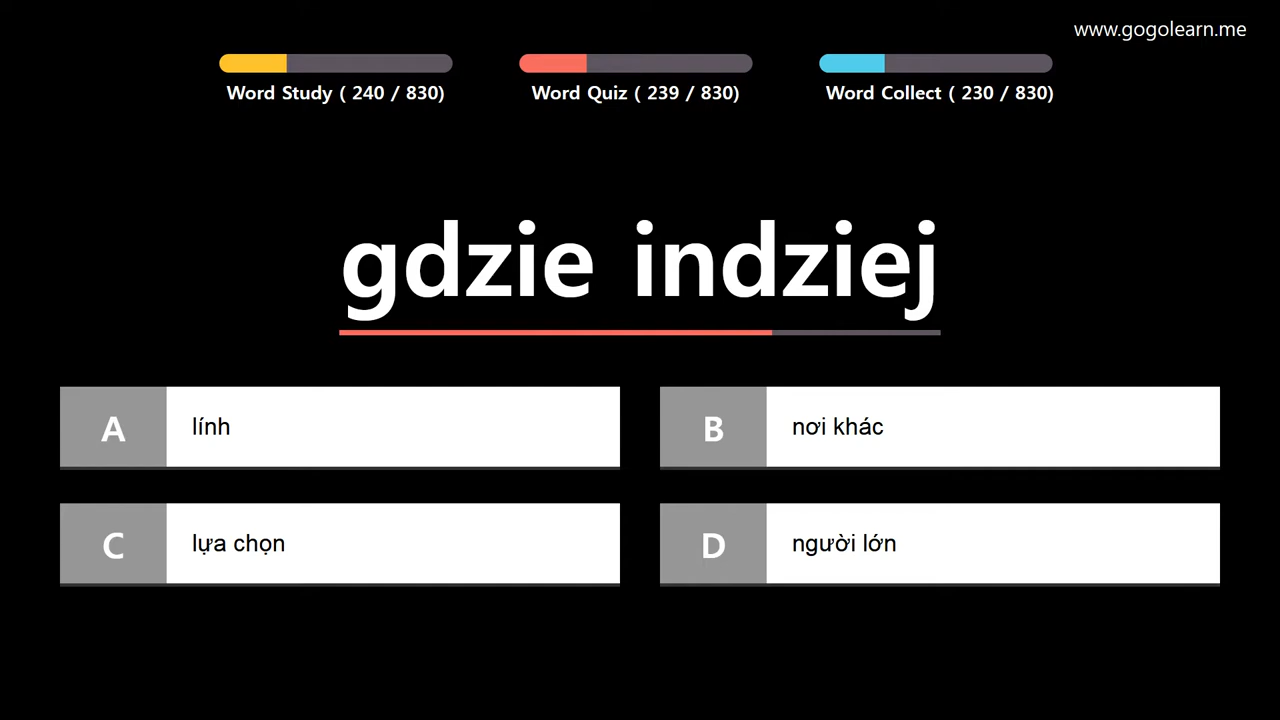 www.gogolearn.me
Word Study ( 240 / 830)
Word Quiz ( 239 / 830)
Word Collect ( 230 / 830)
gdzie indziej
A
lính
B
nơi khác
C
lựa chọn
D
người lớn